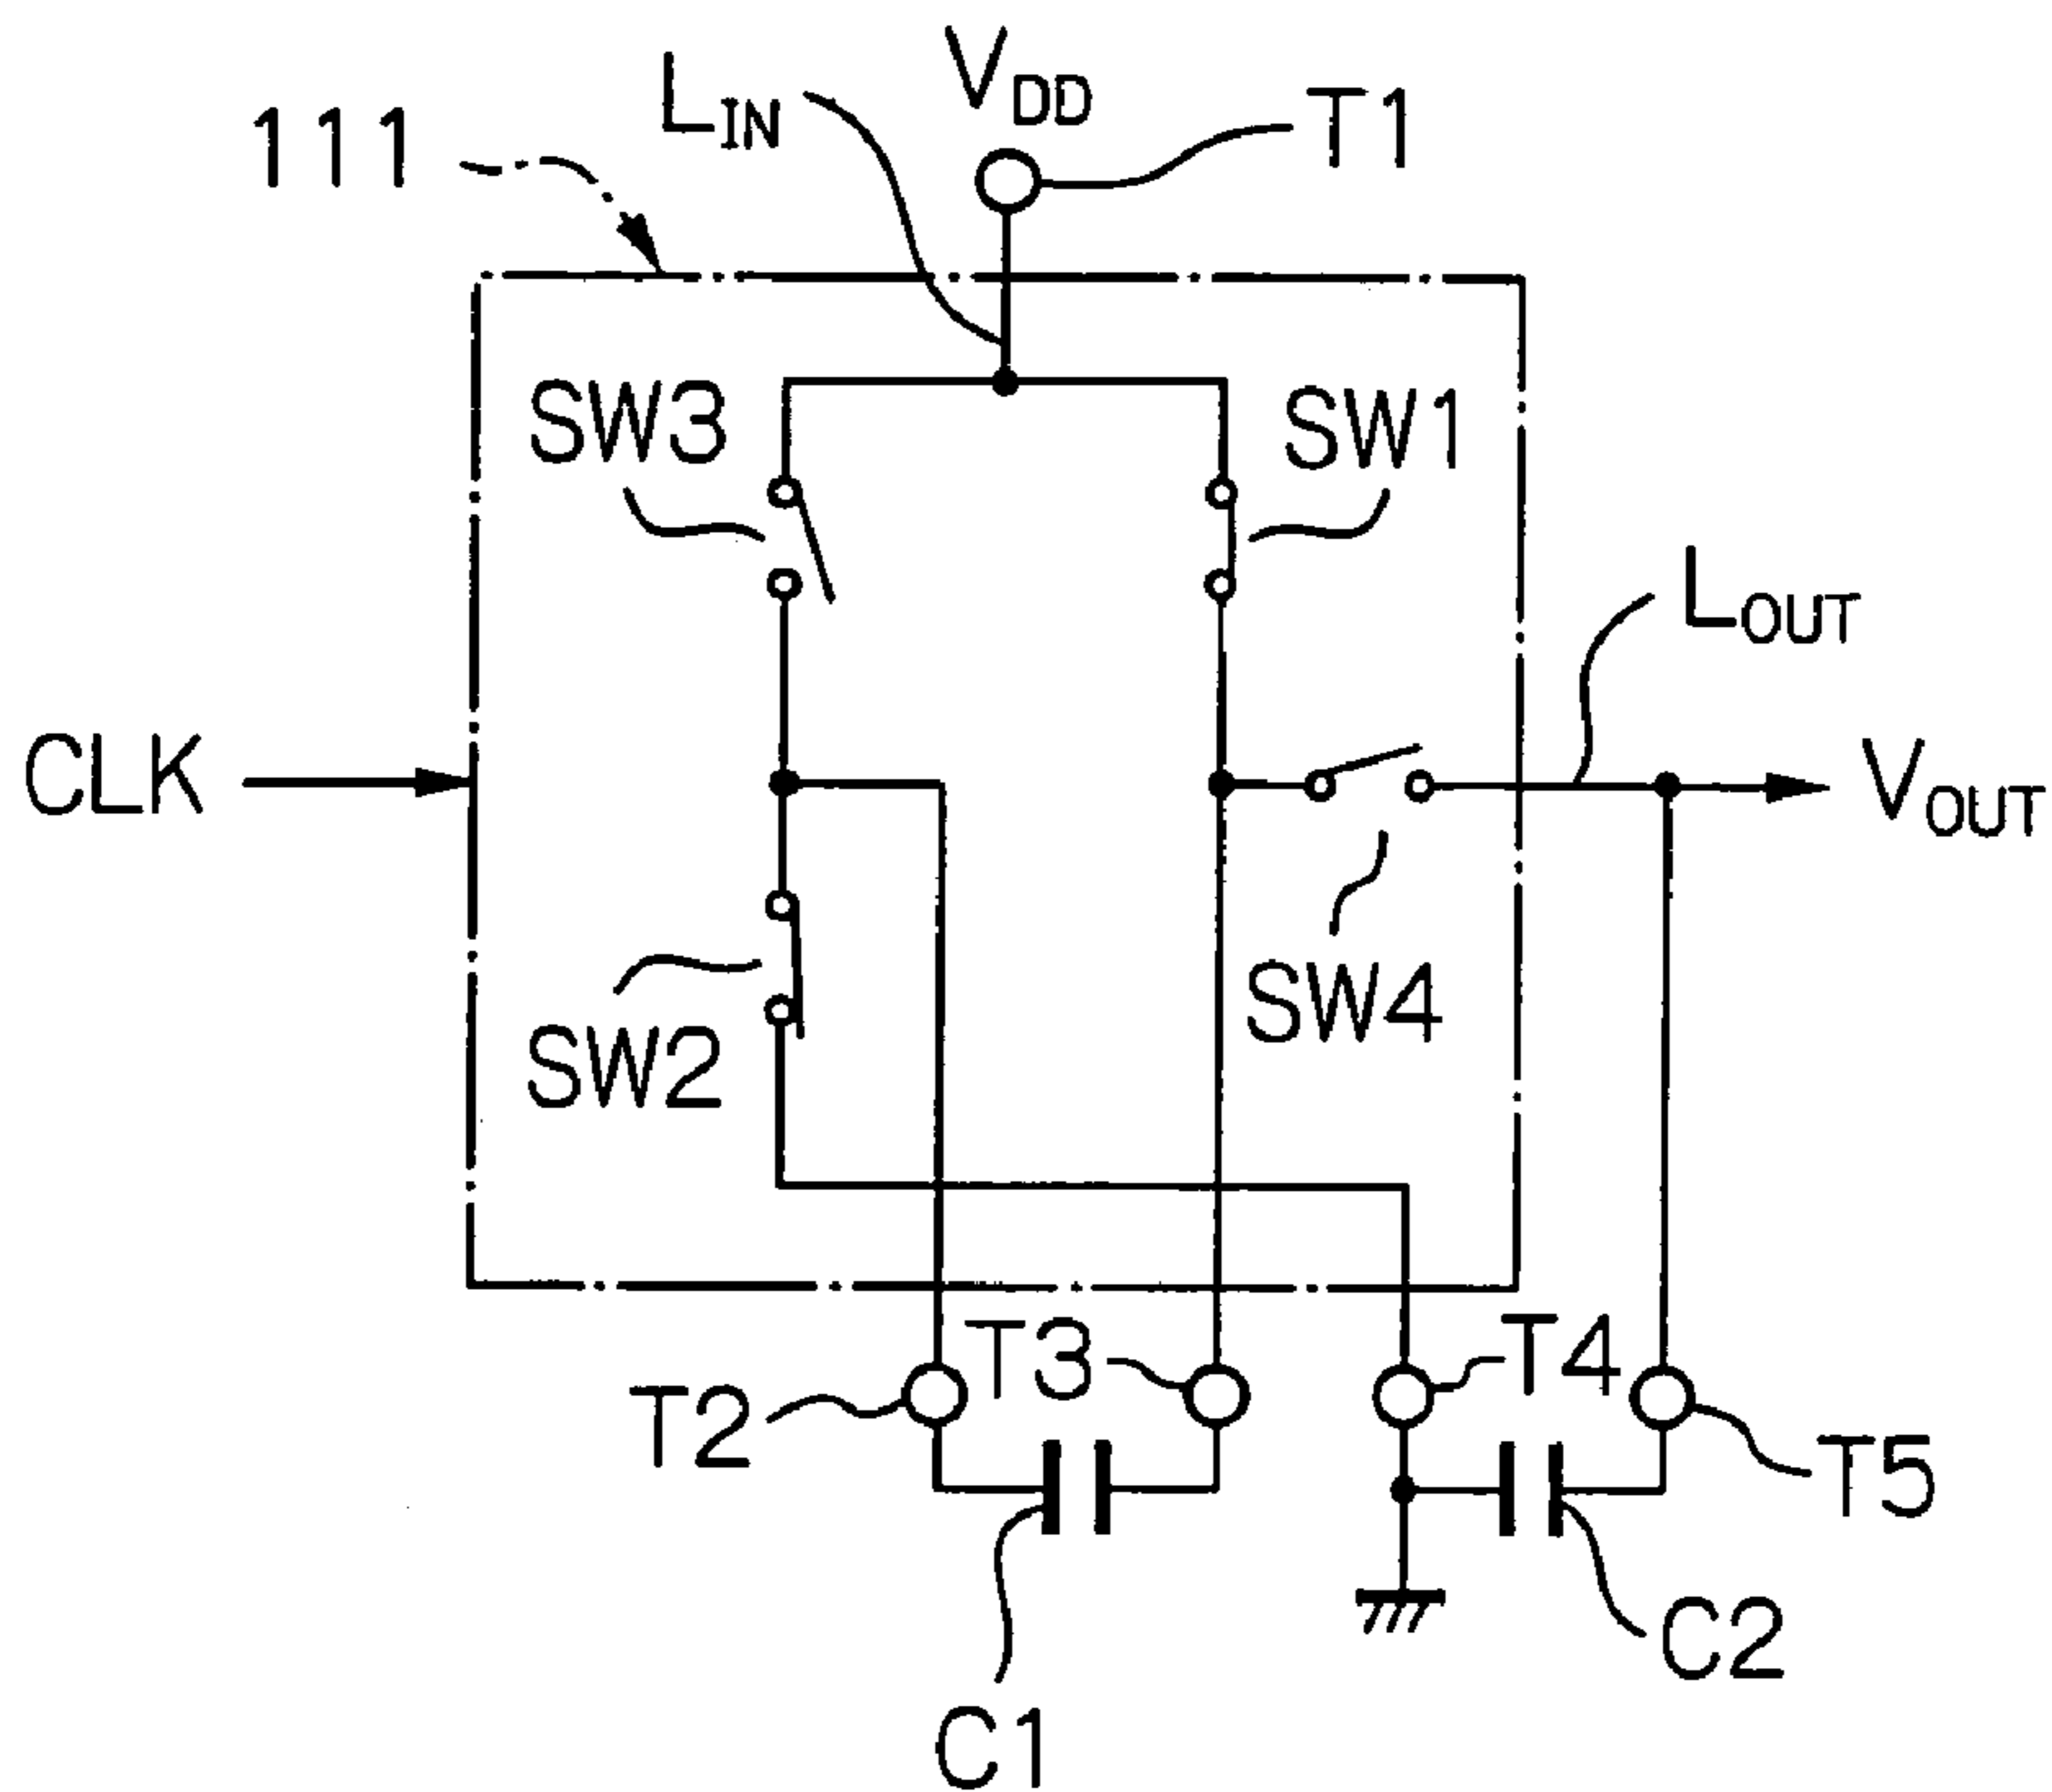 V_DD
L_IN
T1
111
SW3
SW1
L_OUT
CLK
V_OUT
SW4
SW2
T3
T4
T2
T5
C2
C1